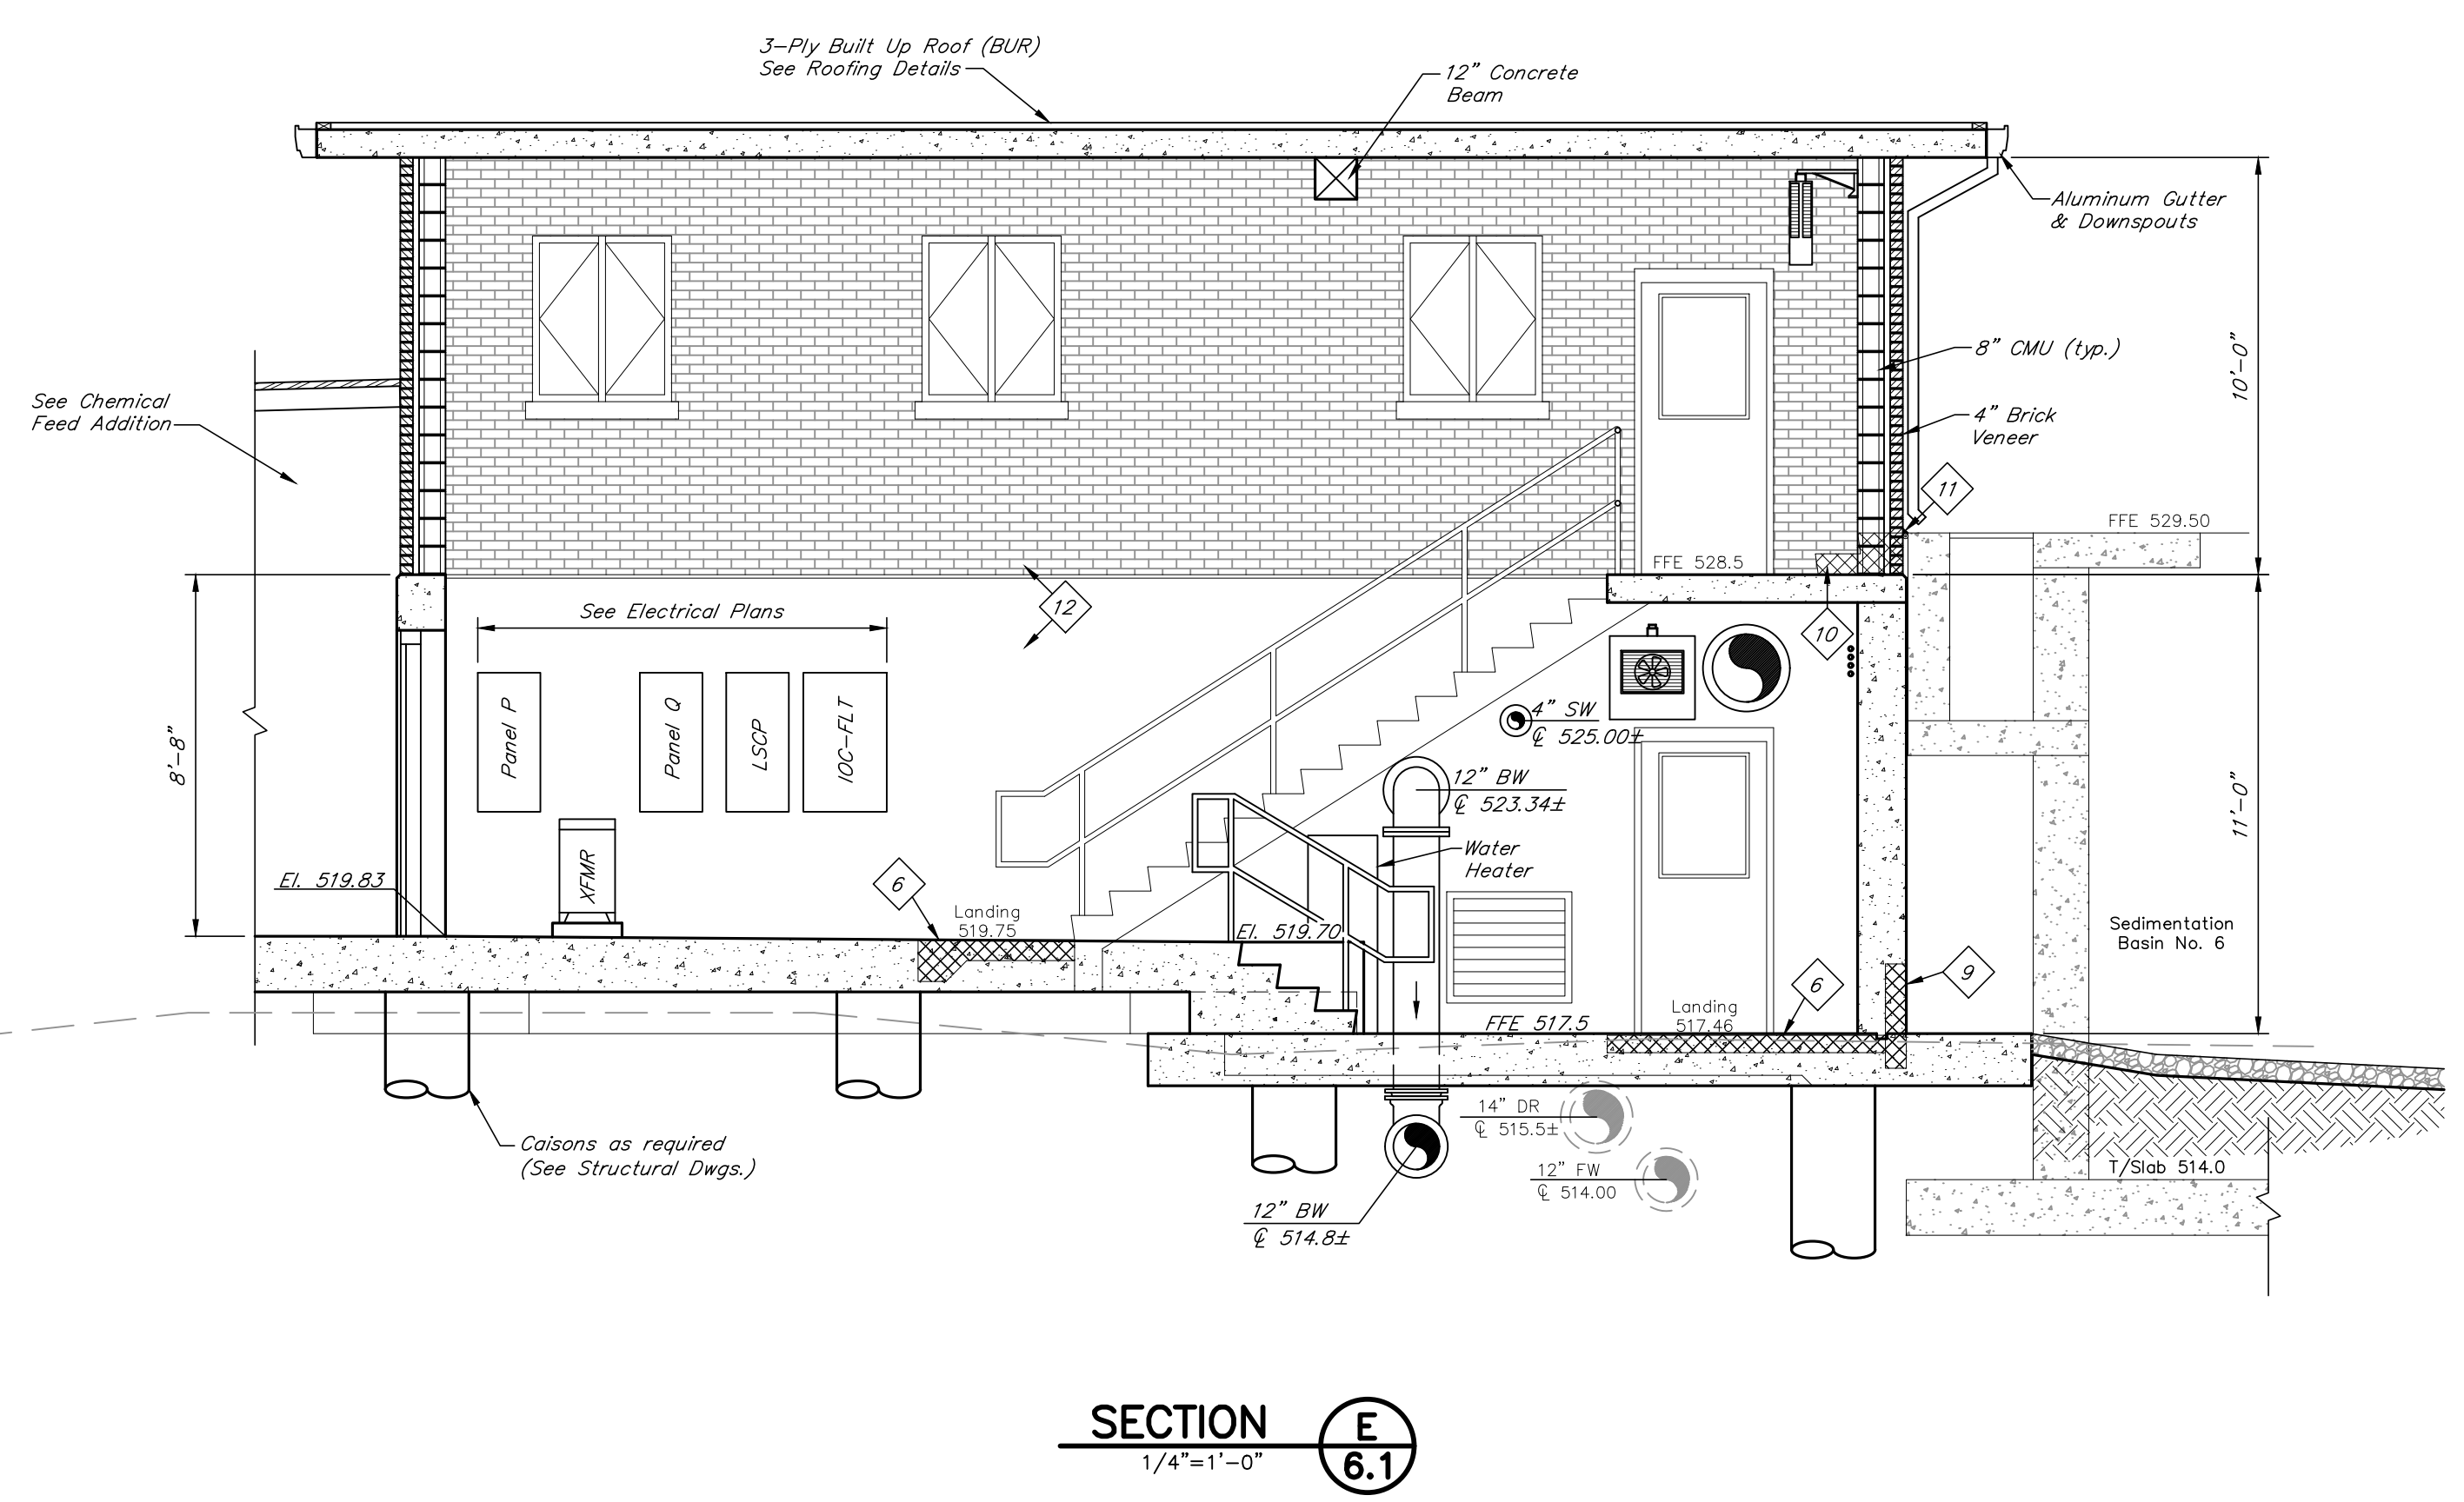 3-Ply Built Up Roof (BUR)
See Roofing Details
12" Concrete
Beam
Aluminum Gutter
& Downspouts
10'-0"
8" CMU (typ.)
4" Brick
Veneer
See Chemical
Feed Addition
11
FFE 529.50
FFE 528.5
12
See Electrical Plans
10
Panel P
Panel Q
LSCP
IOC-FLT
XFMR
8'-8"
4" SW
℄ 525.00±
12" BW
℄ 523.34±
Water
Heater
11'-0"
El. 519.83
6
Landing
519.75
El. 519.70
Sedimentation
Basin No. 6
9
6
Landing
517.46
FFE 517.5
14" DR
℄ 515.5±
12" FW
℄ 514.00
T/Slab 514.0
Caisons as required
(See Structural Dwgs.)
12" BW
℄ 514.8±
SECTION
1/4"=1'-0"
E
6.1